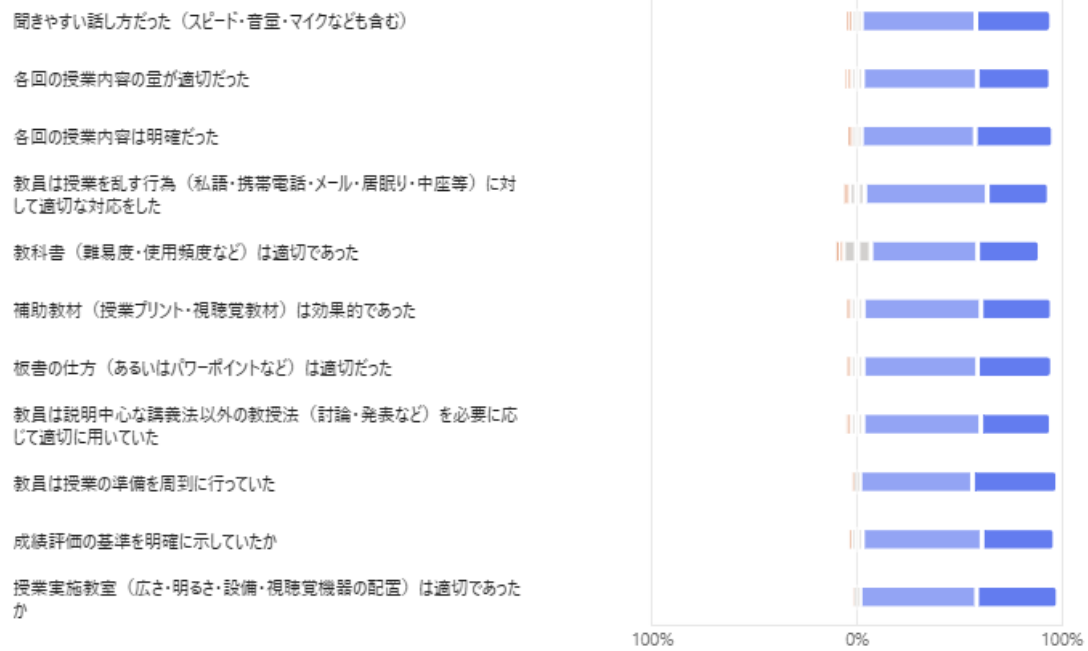 聞きやすい話し方だった（スピード・音量・マイクなども含む）
各回の授業内容の量が適切だった
各回の授業内容は明確だった
教員は授業を乱す行為（私語・携帯電話・メール・居眠り・中座等）に対
して適切な対応をした
教科書（難易度・使用頻度など）は適切であった
補助教材（授業プリント・視聴覚教材）は効果的であった
板書の仕方（あるいはパワーポイントなど）は適切だった
教員は説明中心な講義法以外の教授法（討論・発表など）を必要に応
じて適切に用いていた
教員は授業の準備を周到に行っていた
成績評価の基準を明確に示していたか
授業実施教室（広さ・明るさ・設備・視聴覚機器の配置）は適切であった
か
100% 0% 100%